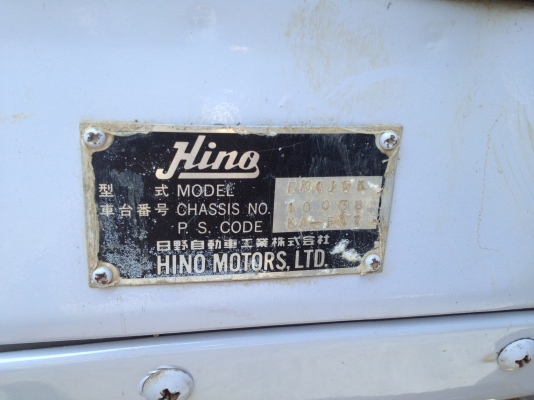 Hino
型 式 MODEL
車台番号 CHASSIS NO.
P. S. CODE
日野自動車工業株式会社
HINO MOTORS, LTD.